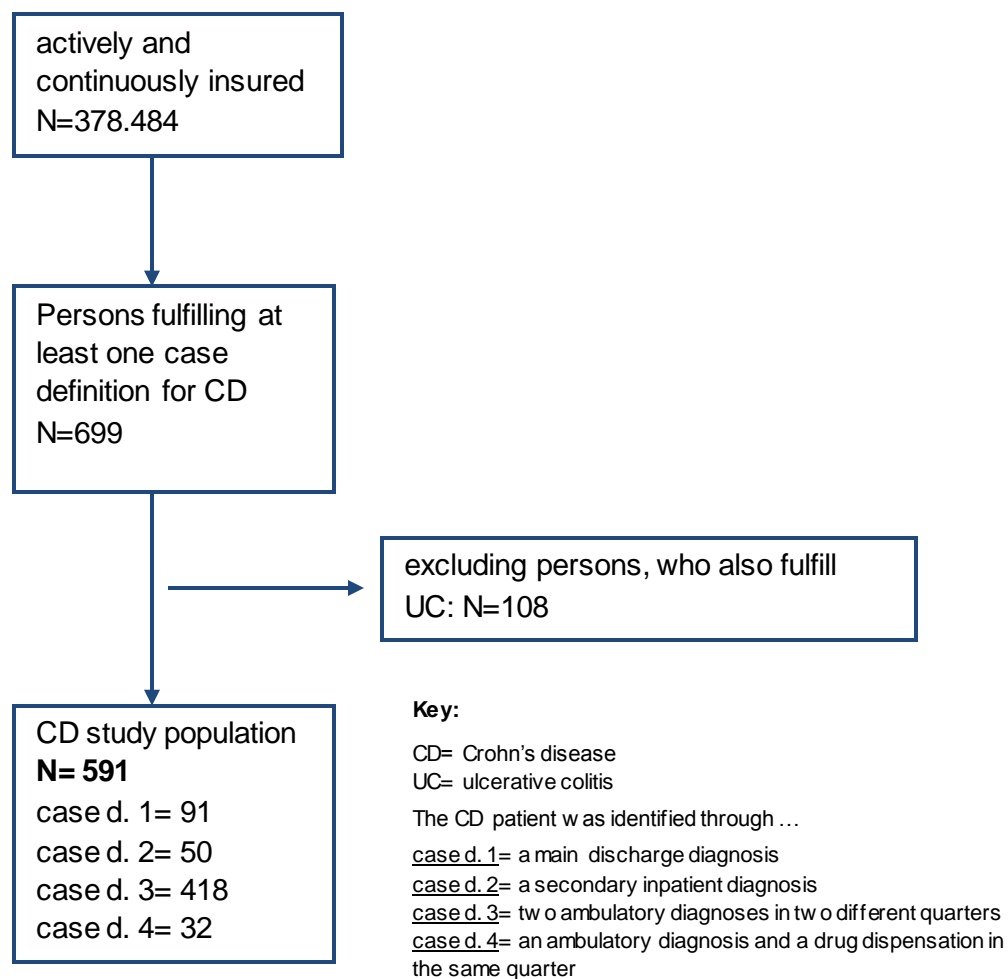 actively and
continuously insured
N=378.484
Persons fulfilling at
least one case
definition for CD
N=699
excluding persons, who also fulfill
UC: N=108
CD study population
N= 591
case d. 1= 91
case d. 2= 50
case d. 3= 418
case d. 4= 32
Key:
CD= Crohn's disease
UC= ulcerative colitis
The CD patient was identified through …
case d. 1= a main discharge diagnosis
case d. 2= a secondary inpatient diagnosis
case d. 3= two ambulatory diagnoses in two different quarters
case d. 4= an ambulatory diagnosis and a drug dispensation in
the same quarter